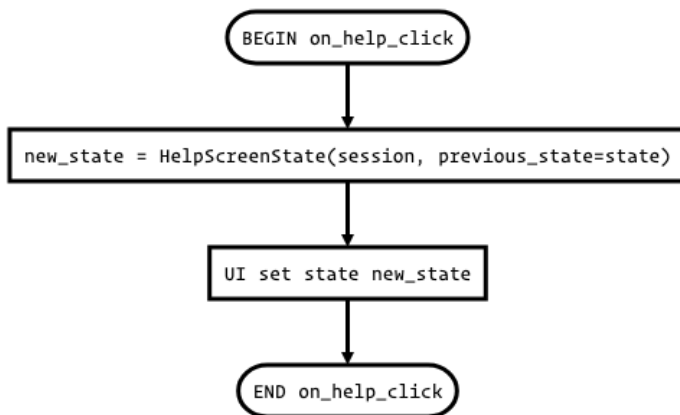 BEGIN on_help_click
new_state = HelpScreenState(session, previous_state=state)
UI set state new_state
END on_help_click